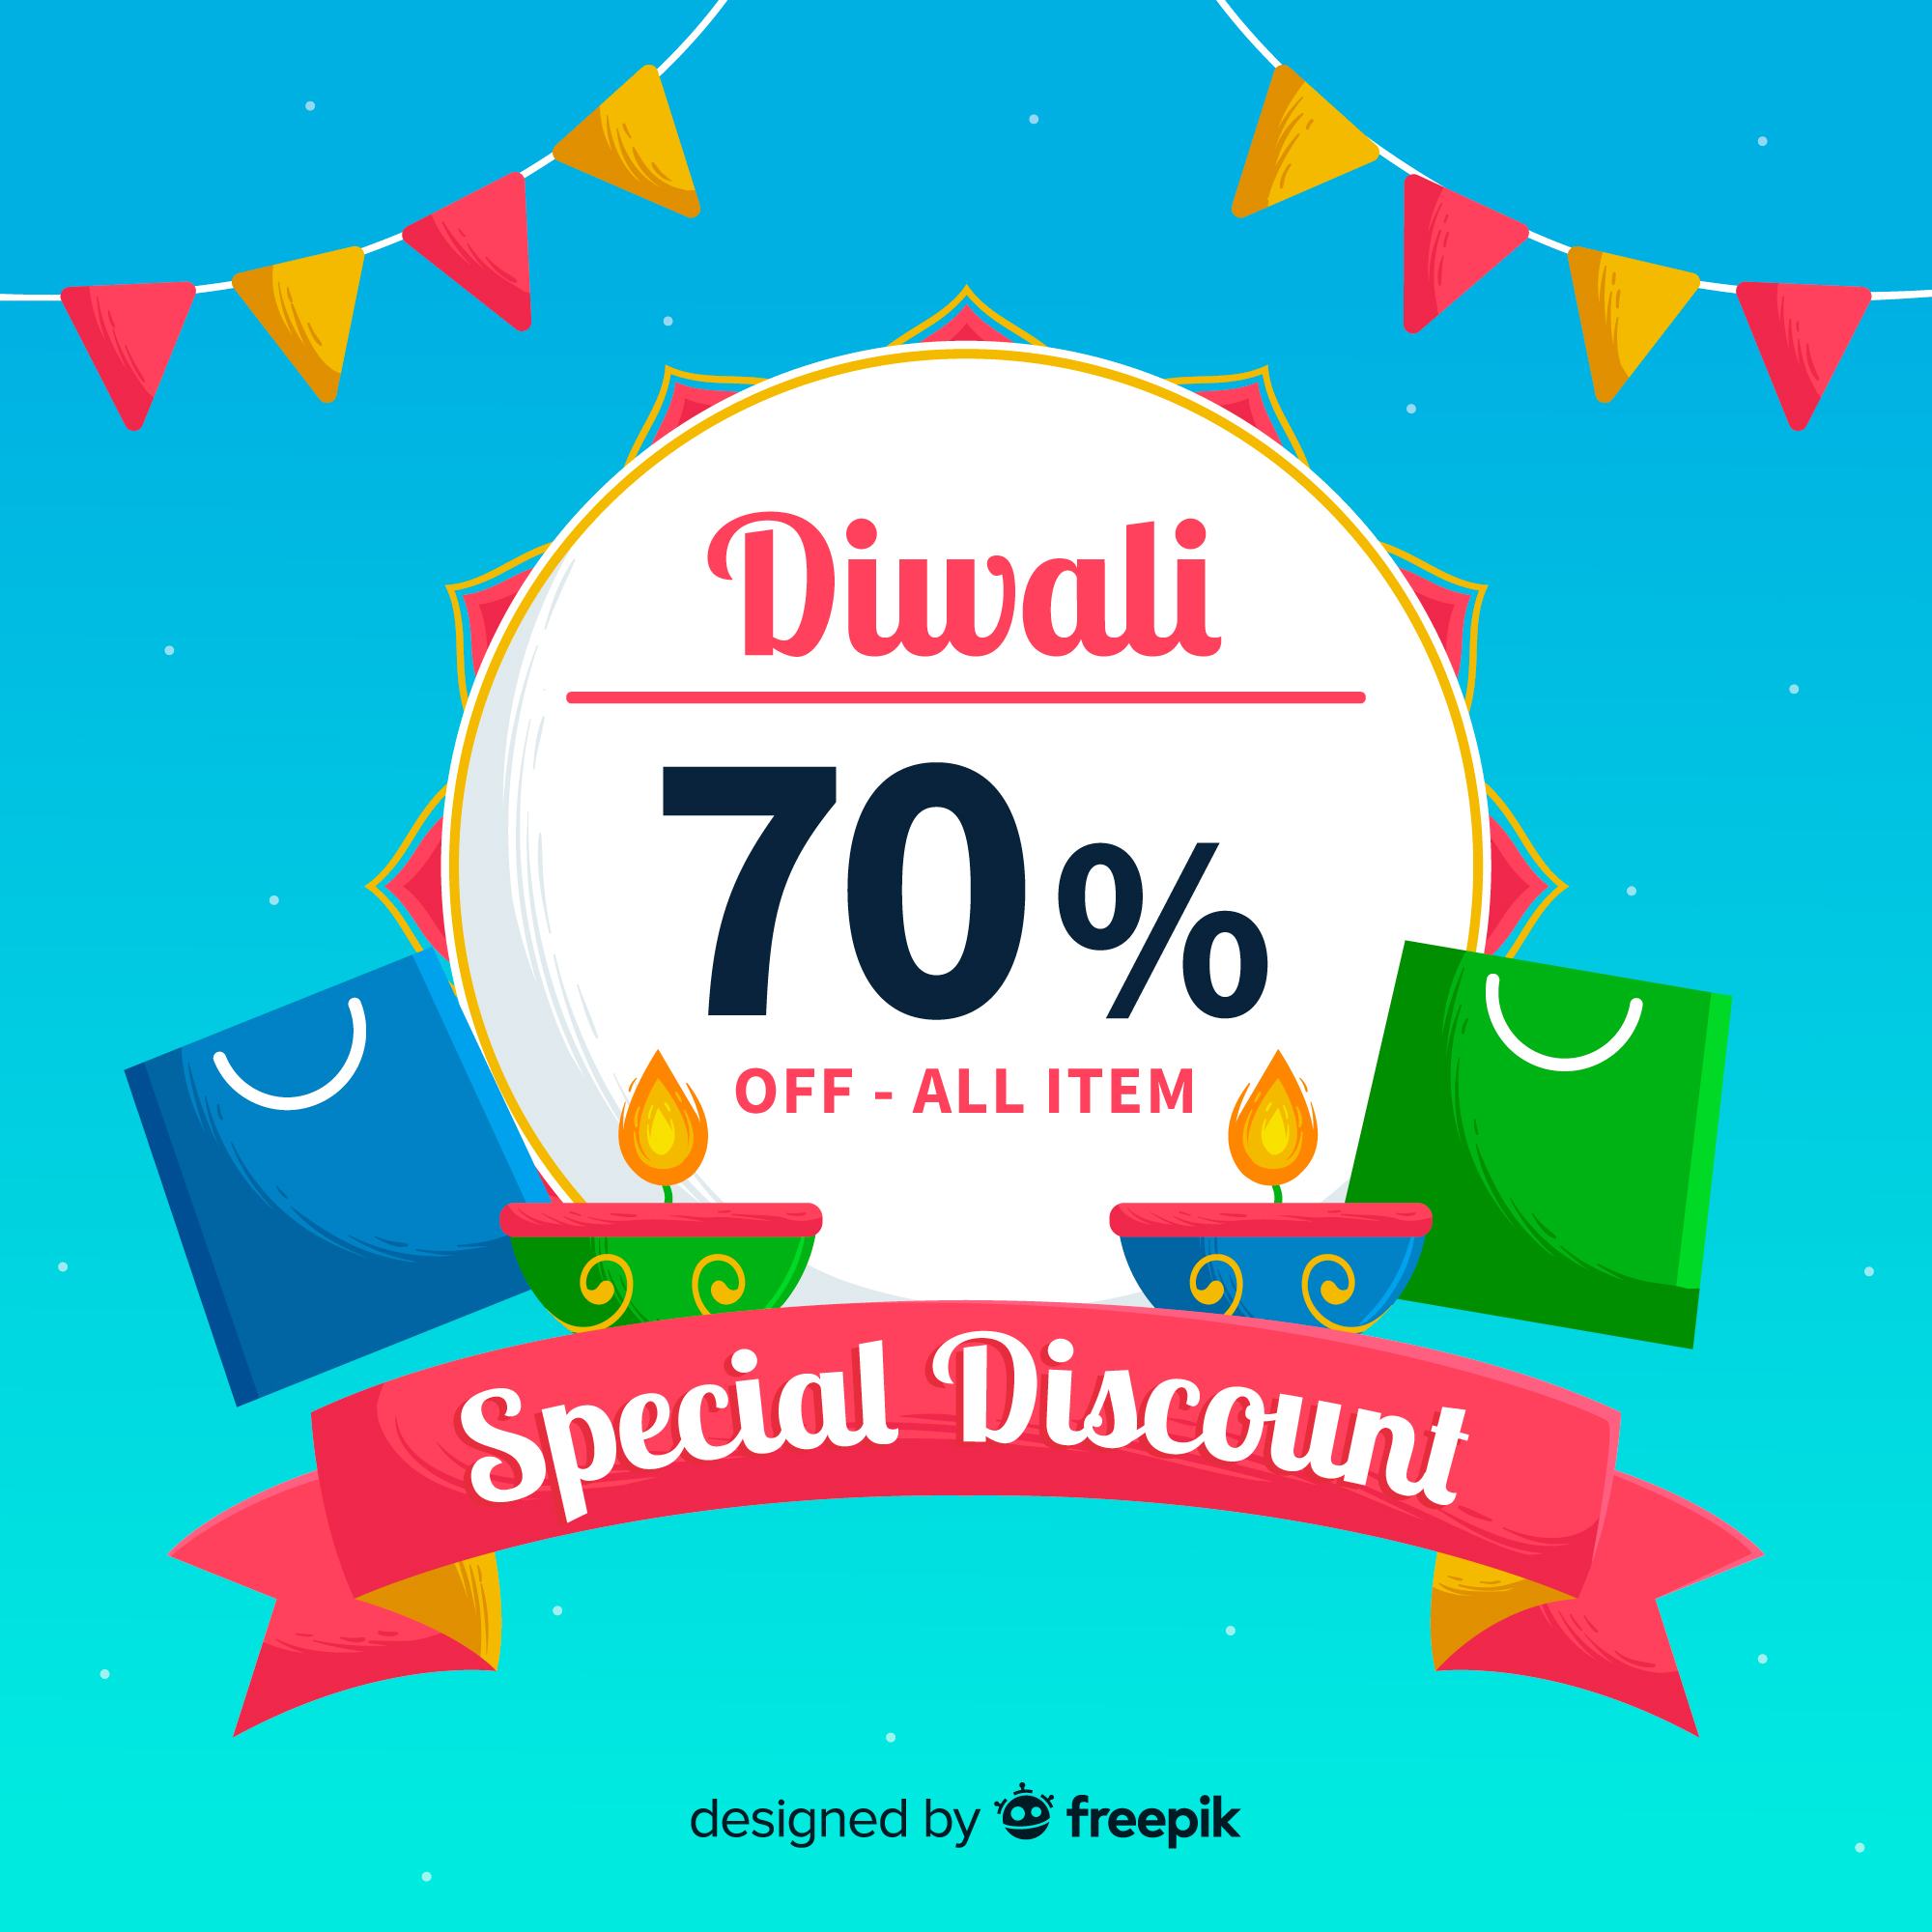 Diwali
70%
OFF - ALL ITEM
Special Discount
designed by freepik